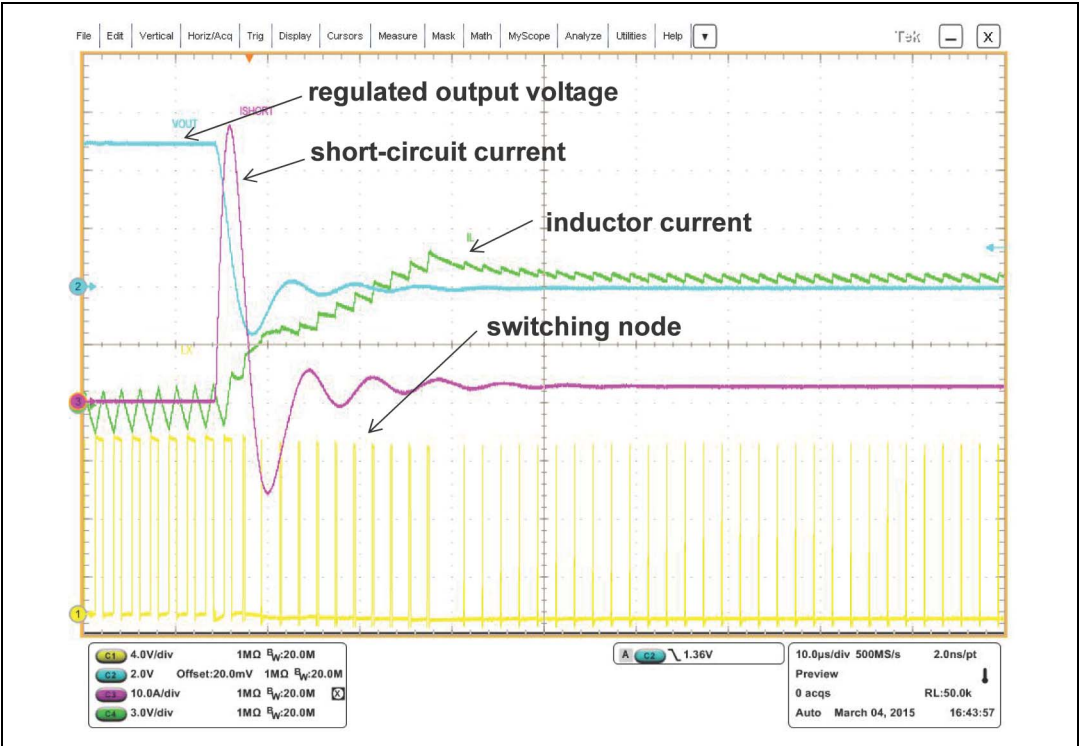 File Edit Vertical Horiz/Acq Trig Display Cursors Measure Mask Math MyScope Analyze Utilities Help Tek X
regulated output voltage
ISHORT
VOUT
short-circuit current
inductor current
IL
2
switching node
LX
3
1
C1 4.0V/div 1MΩ BW:20.0M
C2 2.0V Offset:20.0mV 1MΩ BW:20.0M
C3 10.0A/div 1MΩ BW:20.0M X
C4 3.0V/div 1MΩ BW:20.0M
A C2 1.36V
10.0µs/div 500MS/s 2.0ns/pt
Preview
0 acqs RL:50.0k
Auto March 04, 2015 16:43:57